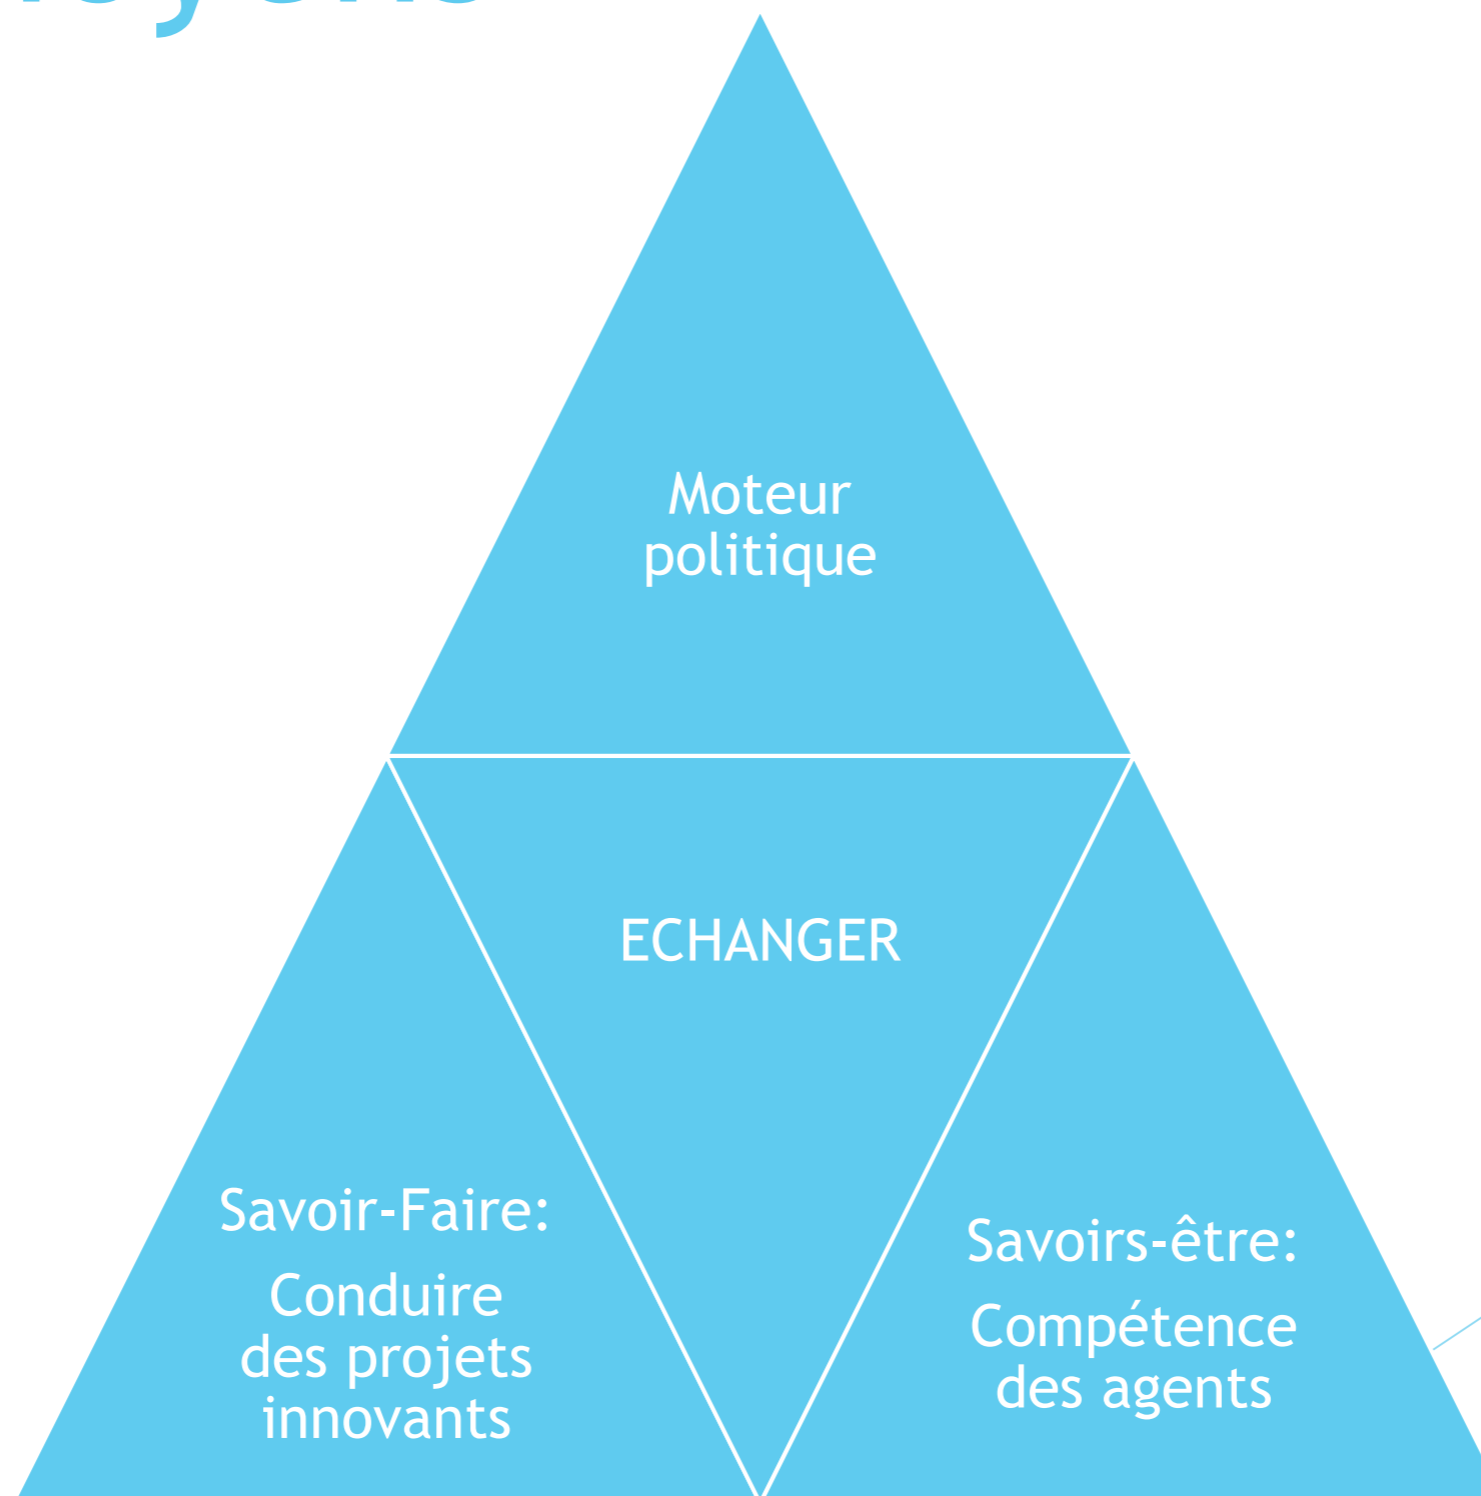 Moteur
politique
ECHANGER
Savoir-Faire:
Conduire
des projets
innovants
Savoirs-être:
Compétence
des agents